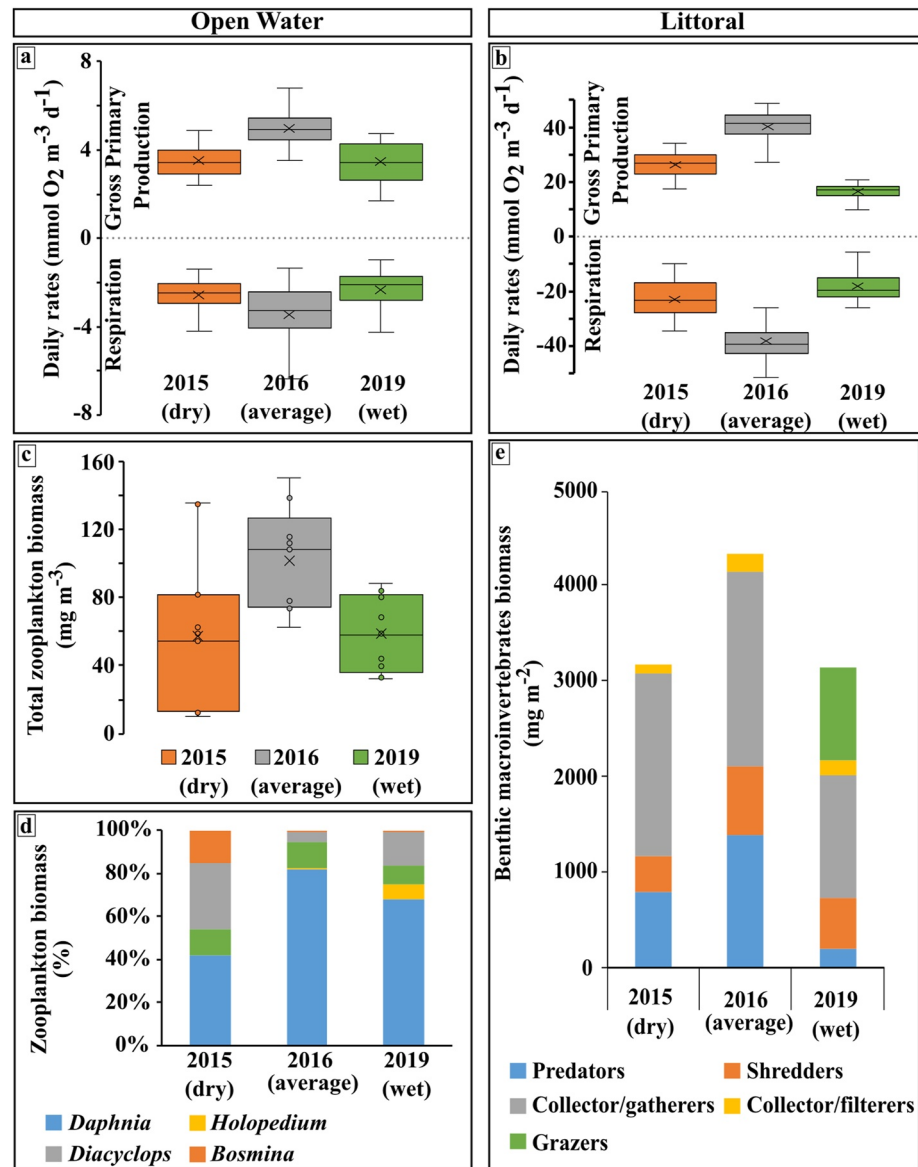 Open Water
Littoral
a
8
4
0
-4
-8
Daily rates (mmol O2 m-3 d-1)
Gross Primary
Production
Respiration
2015
(dry)
2016
(average)
2019
(wet)
b
40
20
0
-20
-40
Daily rates (mmol O2 m-3 d-1)
Gross Primary
Production
Respiration
2015
(dry)
2016
(average)
2019
(wet)
c
160
120
80
40
0
Total zooplankton biomass
(mg m-3)
2015
(dry)
2016
(average)
2019
(wet)
d
100%
80%
60%
40%
20%
0%
Zooplankton biomass
(%)
2015
(dry)
2016
(average)
2019
(wet)
Daphnia
Holopedium
Diacyclops
Bosmina
e
5000
4000
3000
2000
1000
0
Benthic macroinvertebrates biomass
(mg m-2)
2015
(dry)
2016
(average)
2019
(wet)
Predators
Shredders
Collector/gatherers
Collector/filterers
Grazers